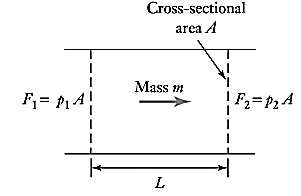 Cross-sectional
area A
Mass m
F₁ = p₁ A
F₂ = p₂ A
L